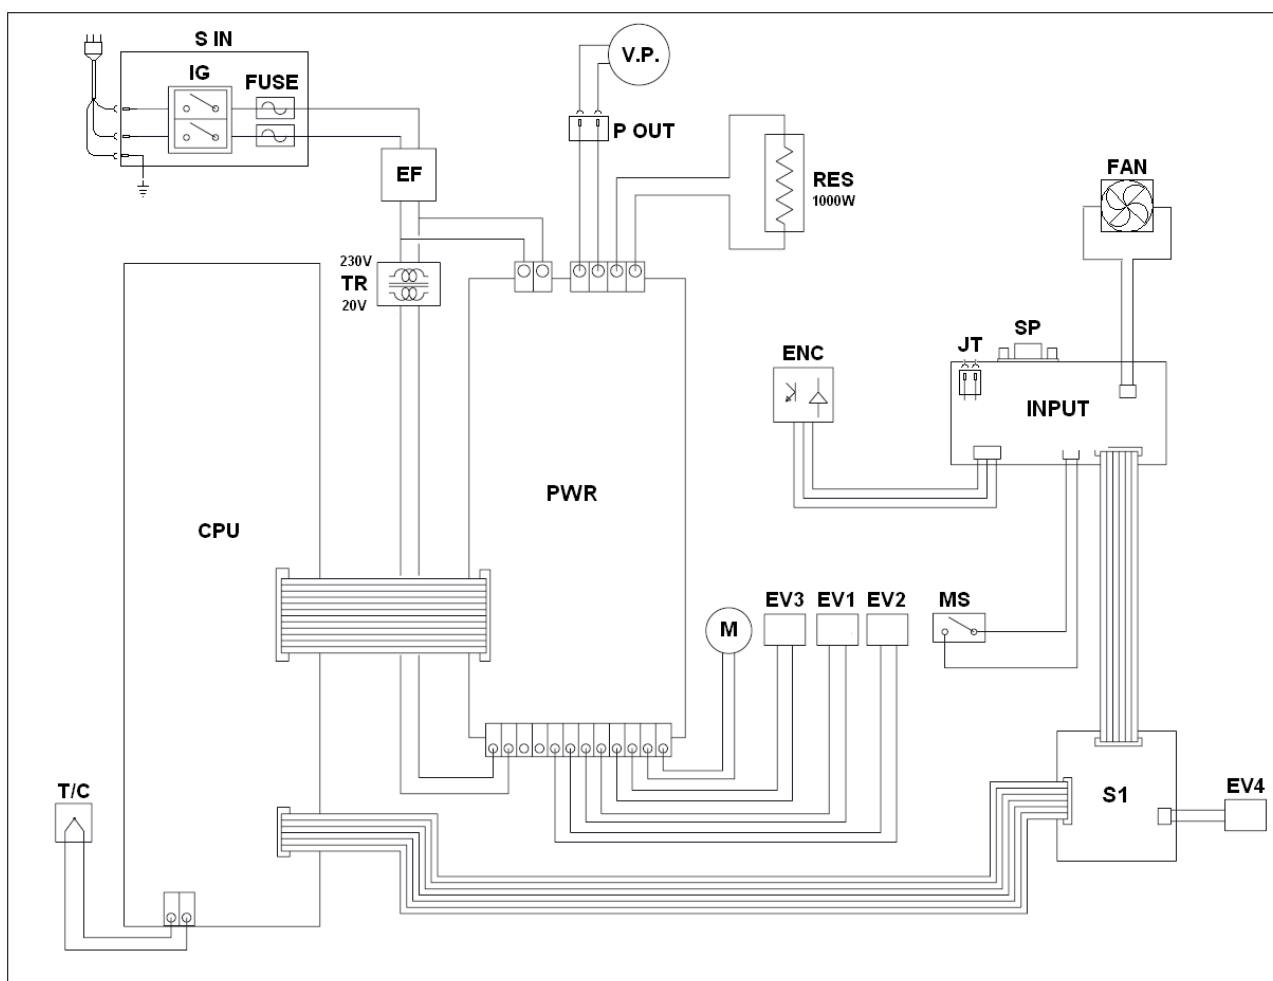 S IN
IG
FUSE
V.P.
P OUT
EF
RES
1000W
FAN
230V
TR
20V
SP
JT
ENC
INPUT
PWR
CPU
EV3
EV1
EV2
MS
M
T/C
S1
EV4